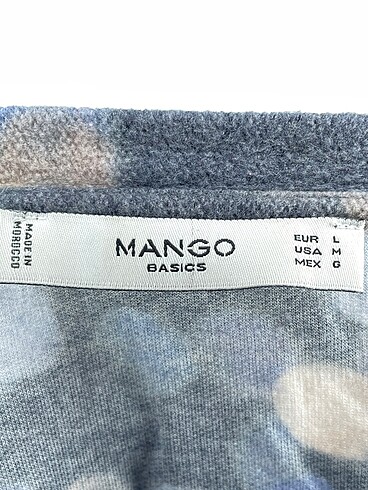 MADE IN
MOROCCO
MANGO
BASICS
EUR L
USA M
MEX G